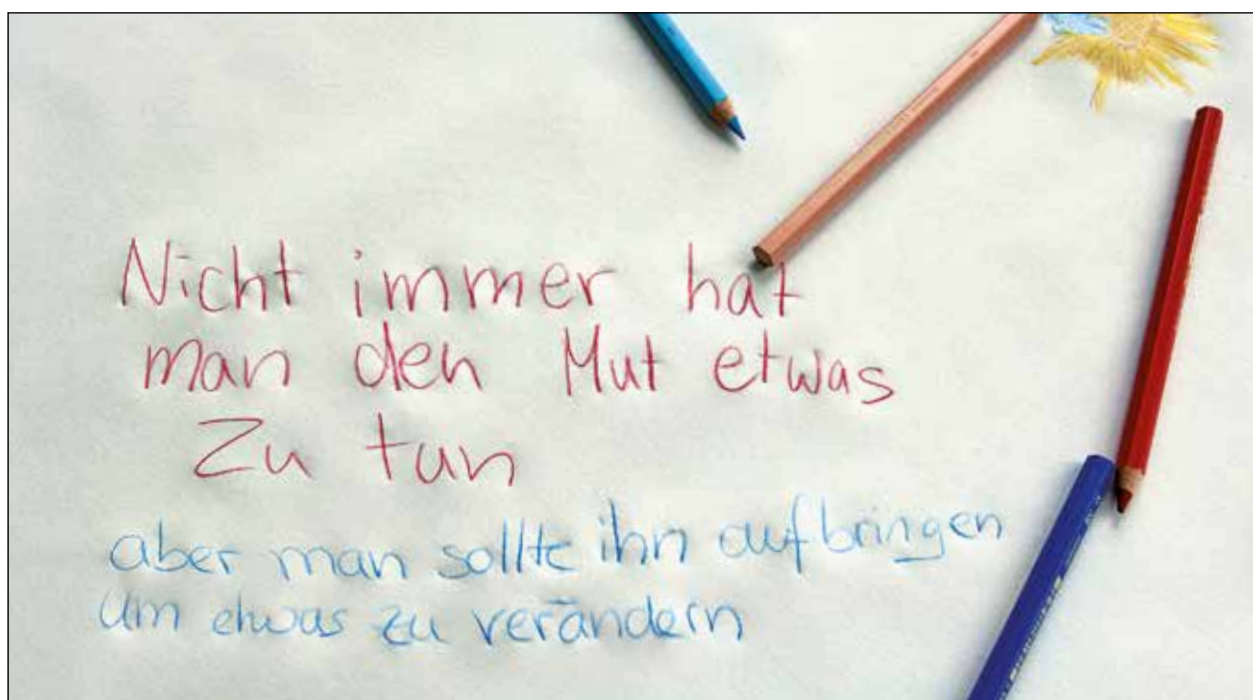 Nicht immer hat
man den Mut etwas
Zu tun
aber man sollte ihn aufbringen
um etwas zu verändern